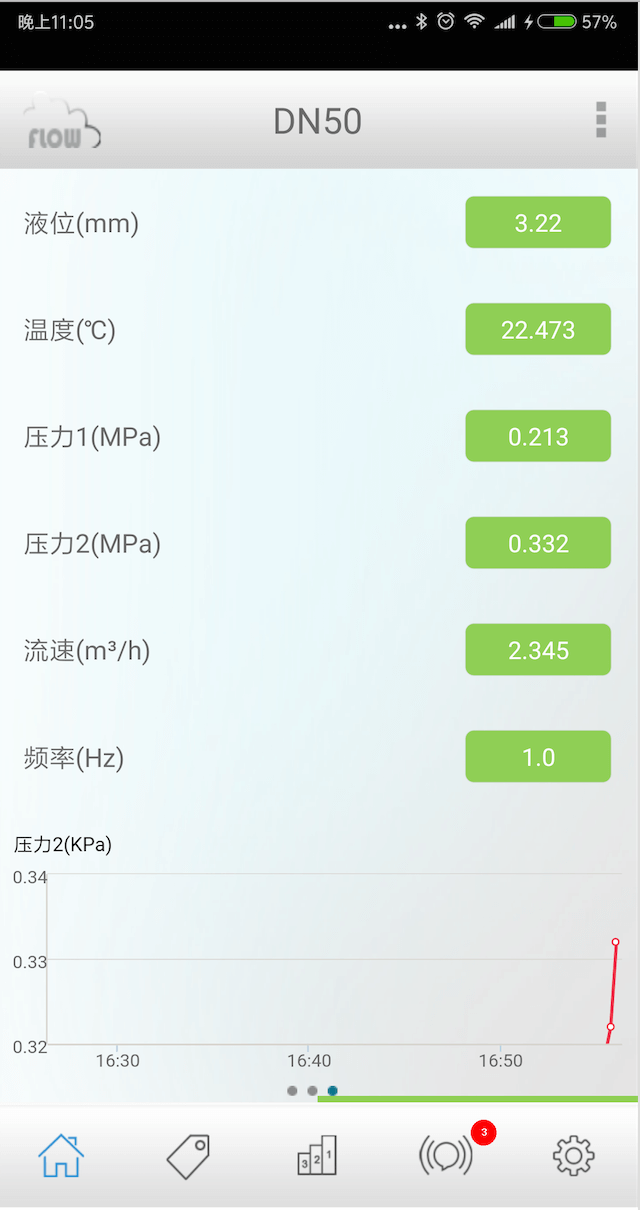 晚上11:05
57%
FLOW
DN50
液位(mm)
3.22
温度(℃)
22.473
压力1(MPa)
0.213
压力2(MPa)
0.332
流速(m³/h)
2.345
频率(Hz)
1.0
压力2(KPa)
0.34
0.33
0.32
16:30
16:40
16:50
3 2 1
3